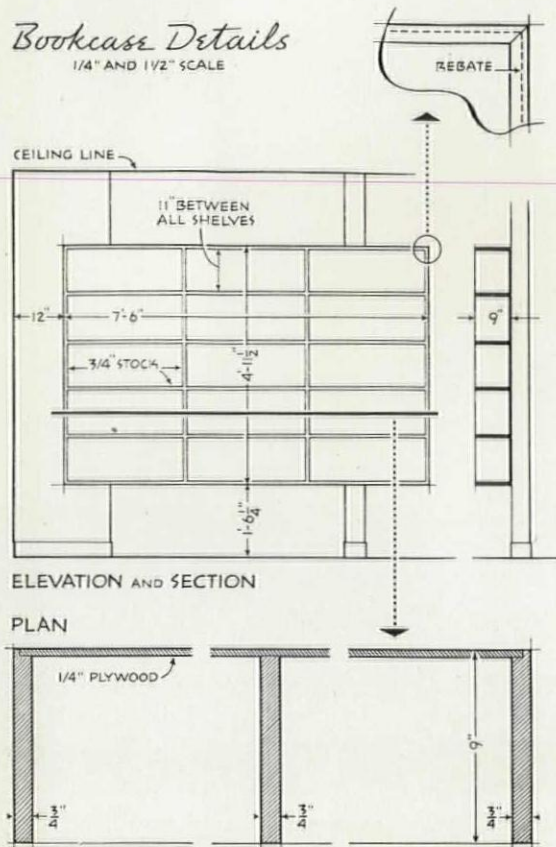 Bookcase Details
1/4" AND 1 1/2" SCALE
REBATE
CEILING LINE
11" BETWEEN
ALL SHELVES
12"
7'-6"
9"
3/4" STOCK
4'-11 1/2"
1'-6 1/4"
ELEVATION AND SECTION
PLAN
1/4" PLYWOOD
9"
3/4"
3/4"
3/4"